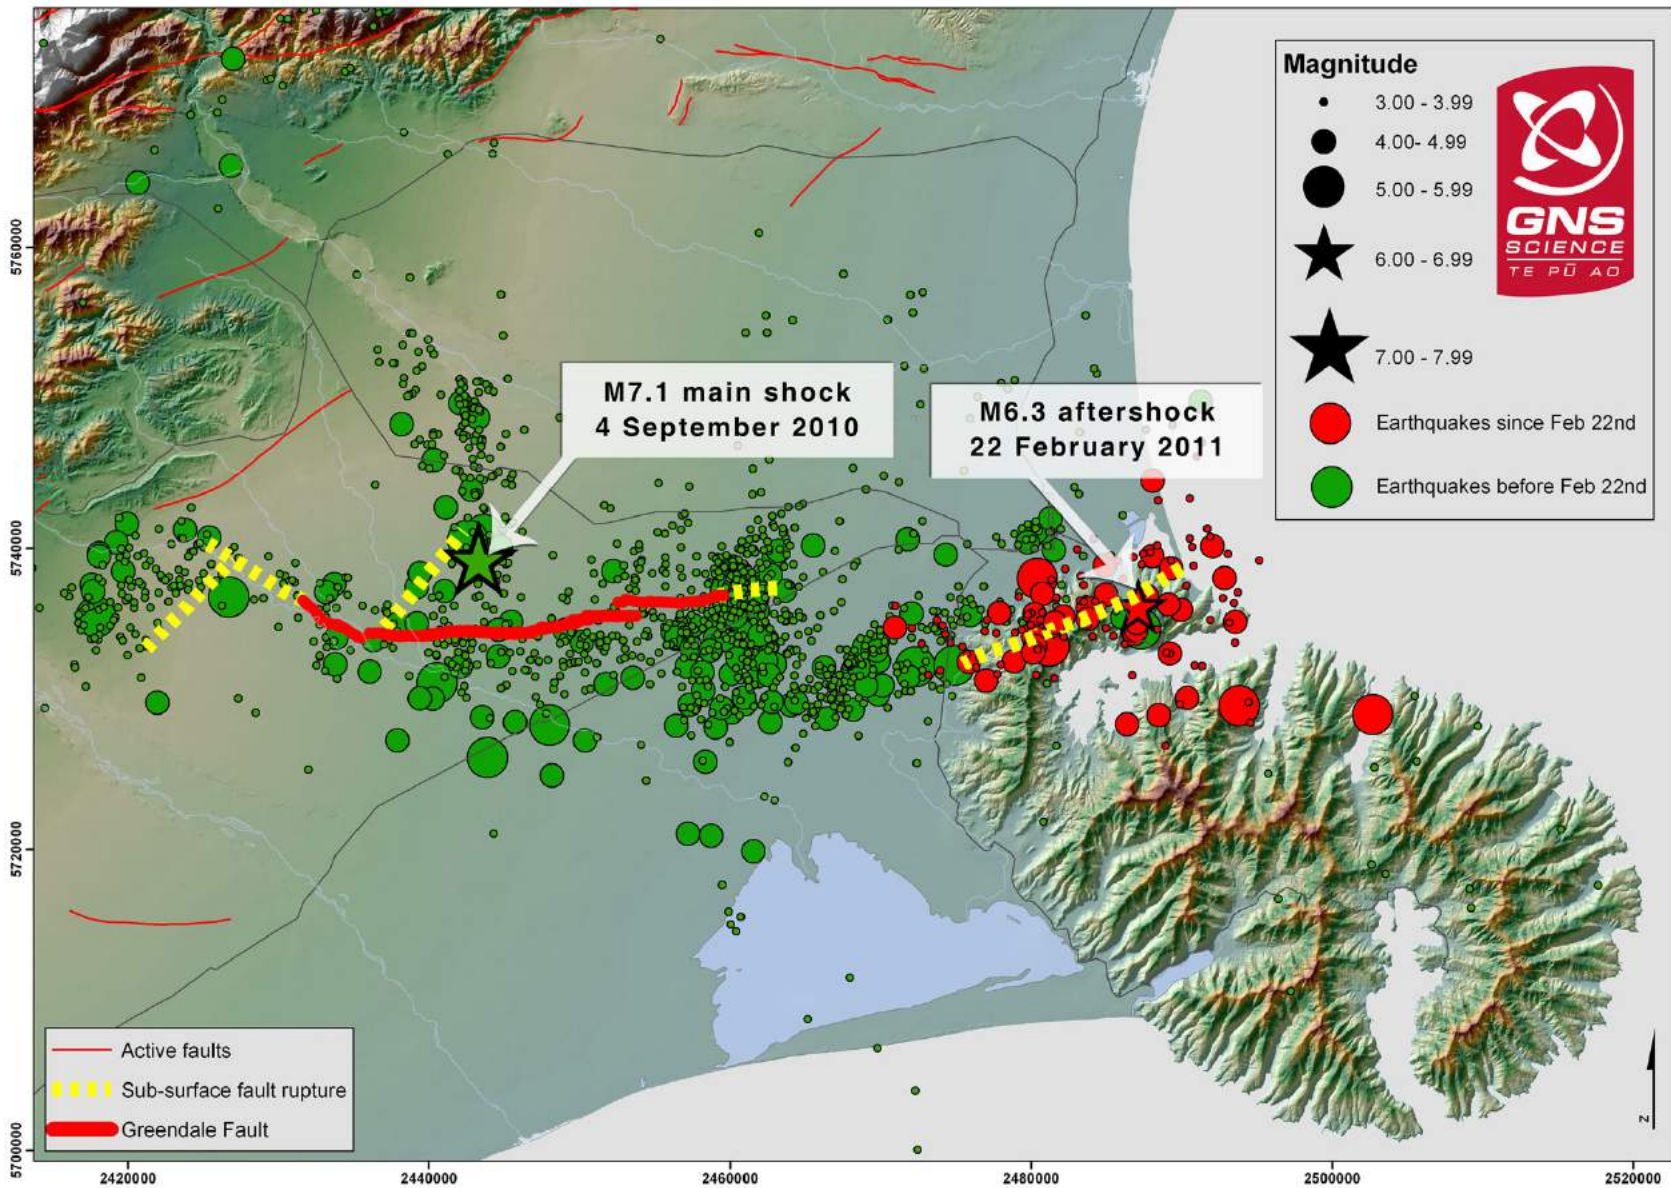 Magnitude
3.00 - 3.99
4.00- 4.99
5.00 - 5.99
6.00 - 6.99
7.00 - 7.99
Earthquakes since Feb 22nd
Earthquakes before Feb 22nd
GNS
SCIENCE
TE PŪ AO
M7.1 main shock
4 September 2010
M6.3 aftershock
22 February 2011
5760000
5740000
5720000
5700000
Active faults
Sub-surface fault rupture
Greendale Fault
N
2420000
2440000
2460000
2480000
2500000
2520000